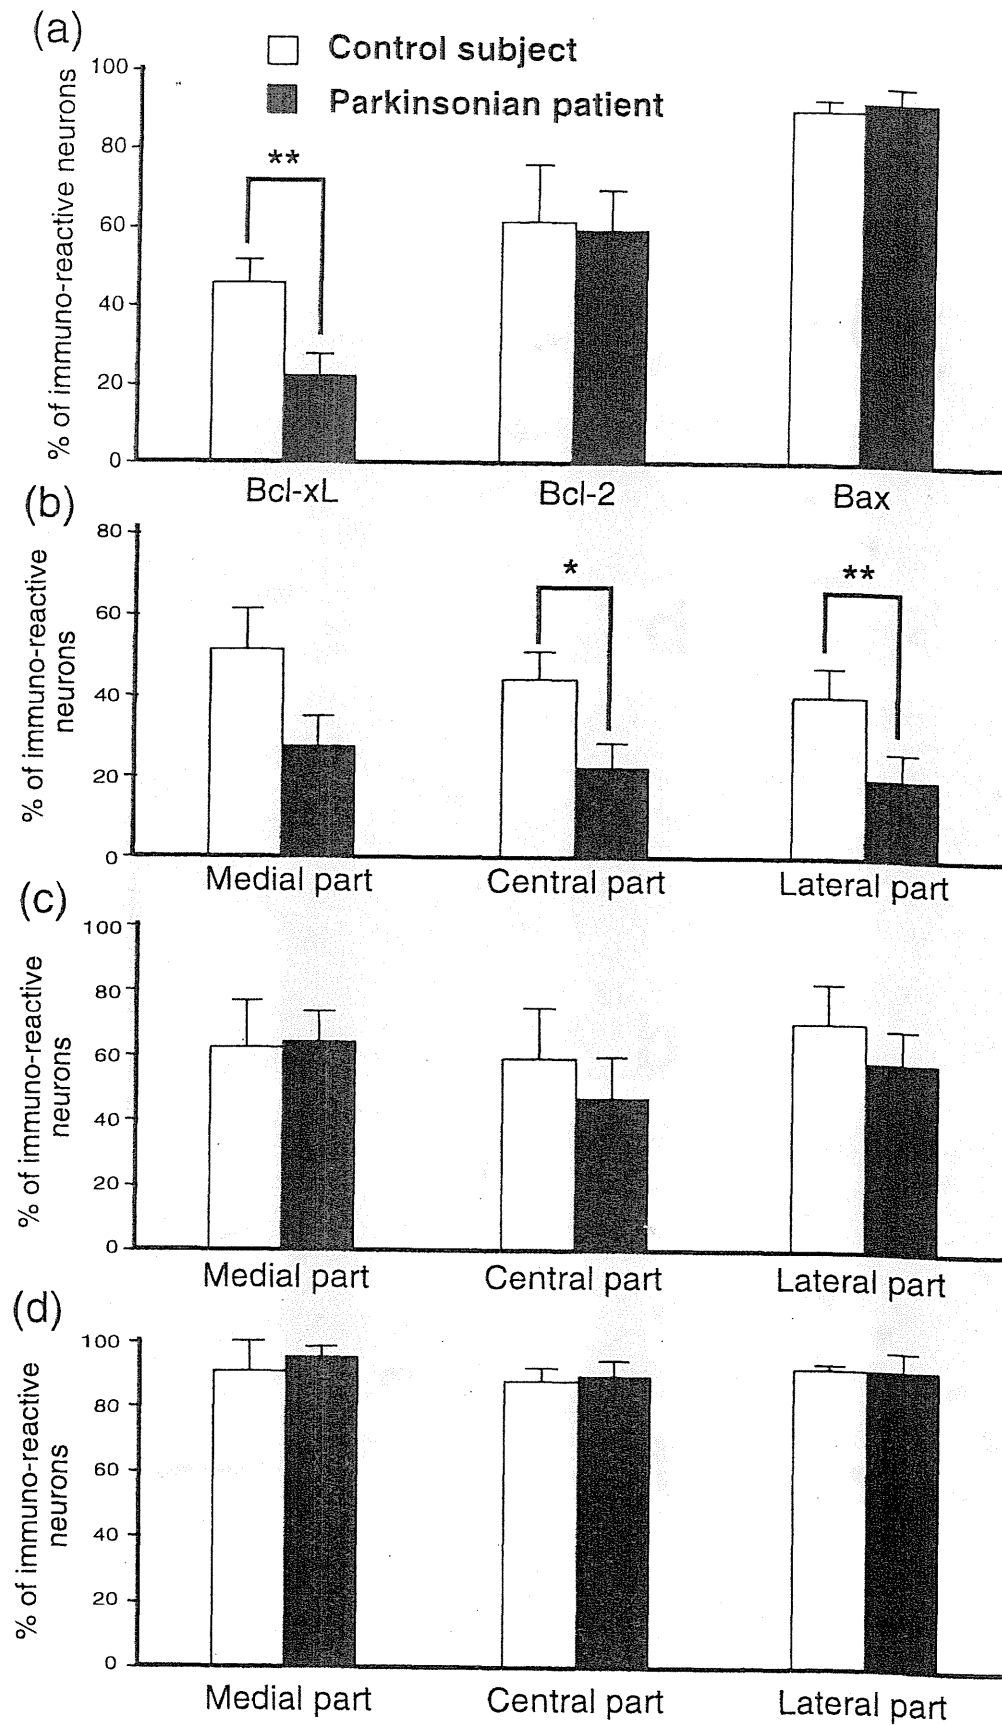 (a)
Control subject
Parkinsonian patient
% of immuno-reactive neurons
100
80
60
40
20
0
**
Bcl-xL Bcl-2 Bax
(b)
% of immuno-reactive
neurons
80
60
40
20
0
*
**
Medial part Central part Lateral part
(c)
% of immuno-reactive
neurons
100
80
60
40
20
0
Medial part Central part Lateral part
(d)
% of immuno-reactive
neurons
100
80
60
40
20
0
Medial part Central part Lateral part